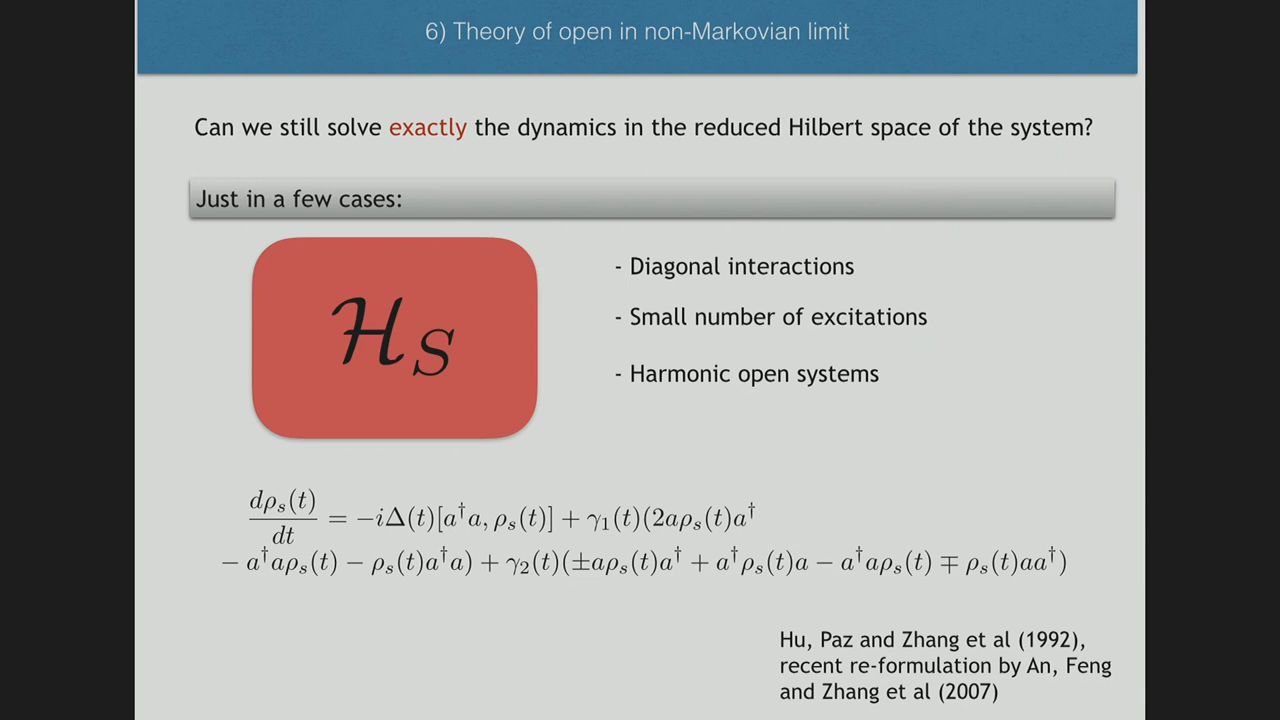 6) Theory of open in non-Markovian limit
Can we still solve exactly the dynamics in the reduced Hilbert space of the system?
Just in a few cases:
ℋ_S
- Diagonal interactions
- Small number of excitations
- Harmonic open systems
dρ_s(t)/dt = −iΔ(t)[a†a, ρ_s(t)] + γ₁(t)(2aρ_s(t)a†
− a†aρ_s(t) − ρ_s(t)a†a) + γ₂(t)(±aρ_s(t)a† + a†ρ_s(t)a − a†aρ_s(t) ∓ ρ_s(t)aa†)
Hu, Paz and Zhang et al (1992),
recent re-formulation by An, Feng
and Zhang et al (2007)